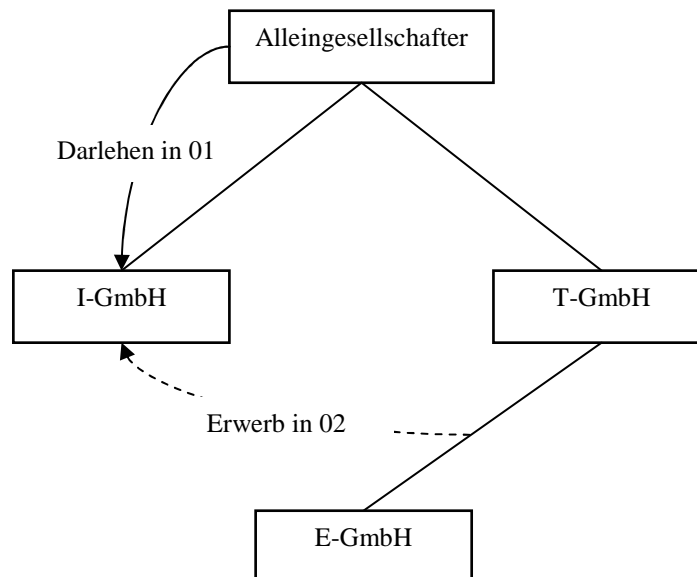 Alleingesellschafter
Darlehen in 01
I-GmbH
T-GmbH
Erwerb in 02
E-GmbH